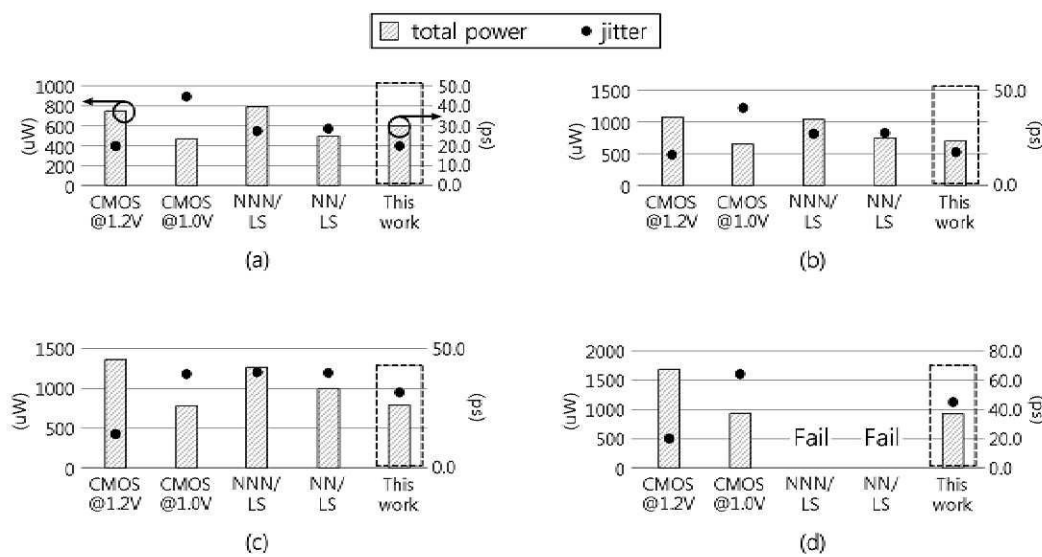 total power jitter
1000
800
600
400
200
0
(uW)
50.0
40.0
30.0
20.0
10.0
0.0
(ps)
CMOS @1.2V
CMOS @1.0V
NNN/ LS
NN/ LS
This work
(a)
1500
1000
500
0
(uW)
50.0
0.0
(ps)
CMOS @1.2V
CMOS @1.0V
NNN/ LS
NN/ LS
This work
(b)
1500
1000
500
0
(uW)
50.0
0.0
(ps)
CMOS @1.2V
CMOS @1.0V
NNN/ LS
NN/ LS
This work
(c)
2000
1500
1000
500
0
(uW)
80.0
60.0
40.0
20.0
0.0
(ps)
Fail Fail
CMOS @1.2V
CMOS @1.0V
NNN/ LS
NN/ LS
This work
(d)